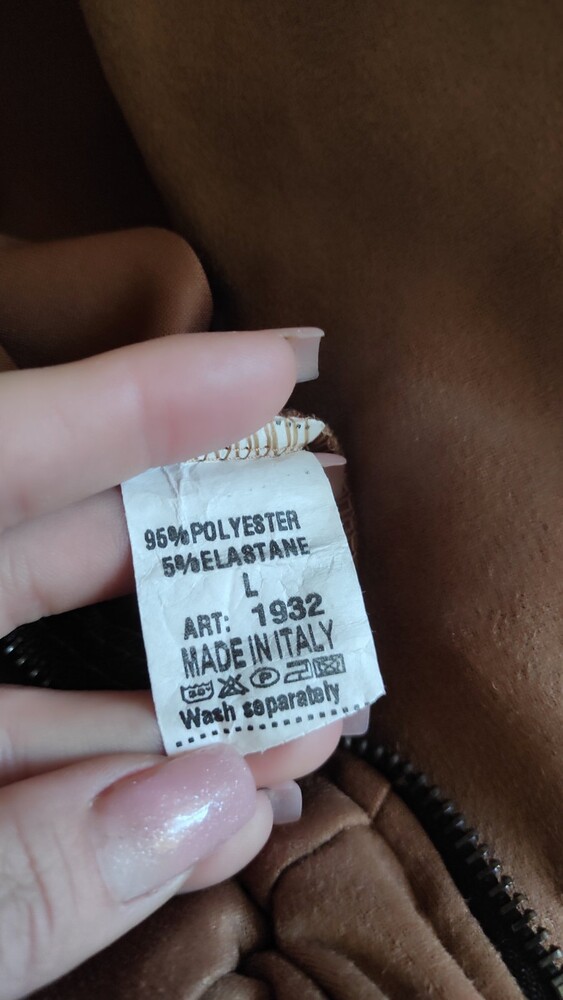 95%POLYESTER
5%ELASTANE
L
ART: 1932
MADE IN ITALY
P
Wash separately